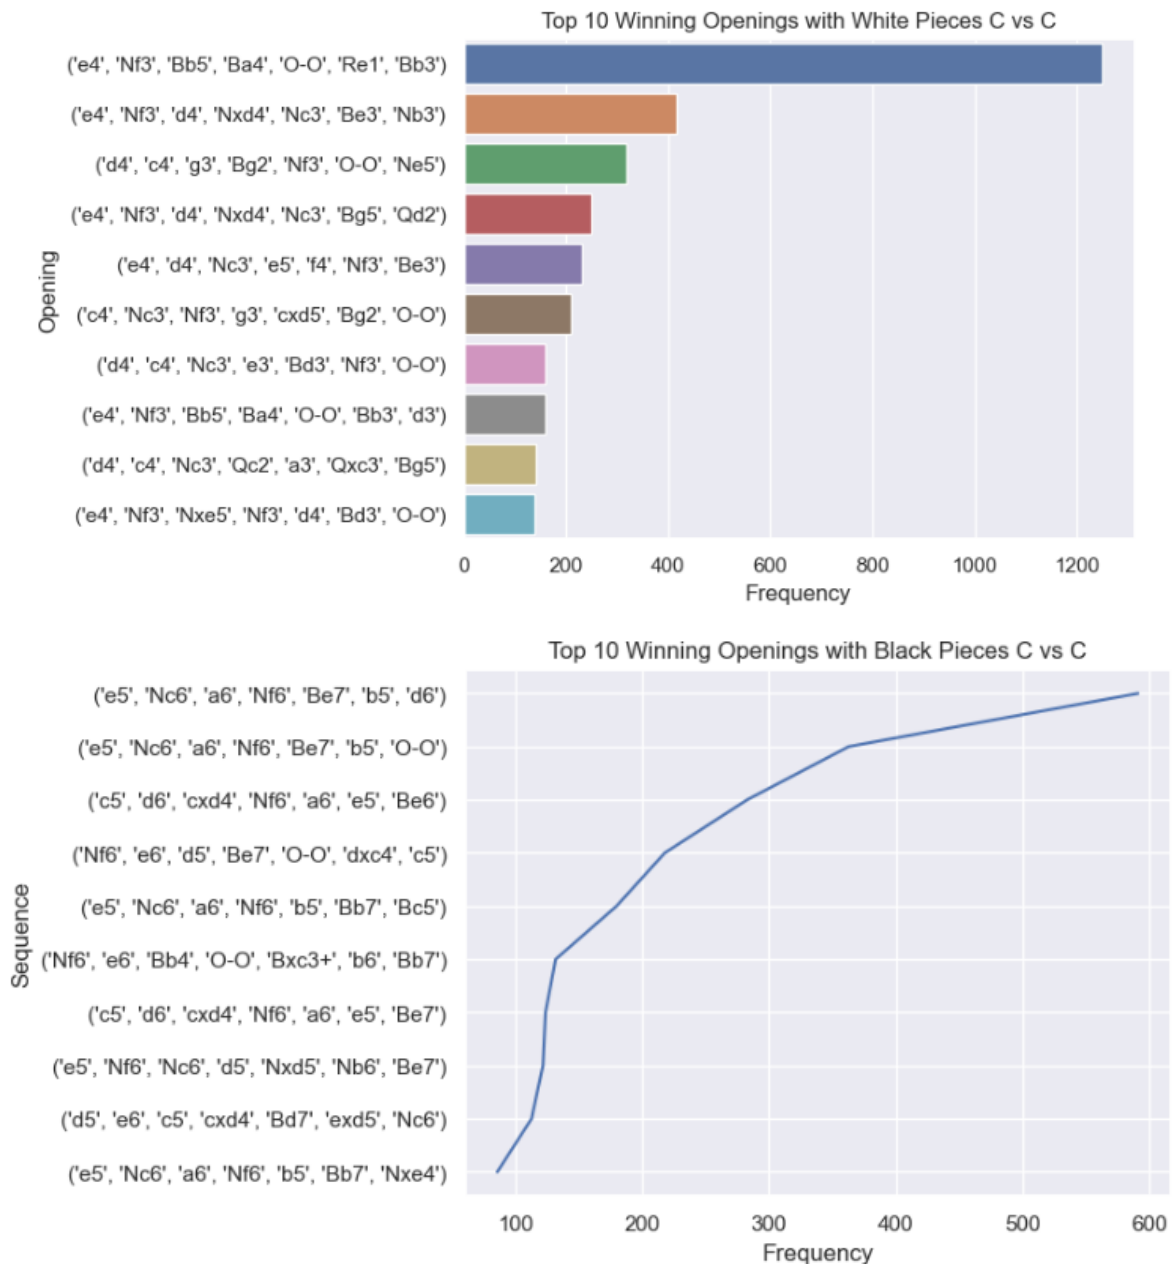 Top 10 Winning Openings with White Pieces C vs C
Opening
('e4', 'Nf3', 'Bb5', 'Ba4', 'O-O', 'Re1', 'Bb3')
('e4', 'Nf3', 'd4', 'Nxd4', 'Nc3', 'Be3', 'Nb3')
('d4', 'c4', 'g3', 'Bg2', 'Nf3', 'O-O', 'Ne5')
('e4', 'Nf3', 'd4', 'Nxd4', 'Nc3', 'Bg5', 'Qd2')
('e4', 'd4', 'Nc3', 'e5', 'f4', 'Nf3', 'Be3')
('c4', 'Nc3', 'Nf3', 'g3', 'cxd5', 'Bg2', 'O-O')
('d4', 'c4', 'Nc3', 'e3', 'Bd3', 'Nf3', 'O-O')
('e4', 'Nf3', 'Bb5', 'Ba4', 'O-O', 'Bb3', 'd3')
('d4', 'c4', 'Nc3', 'Qc2', 'a3', 'Qxc3', 'Bg5')
('e4', 'Nf3', 'Nxe5', 'Nf3', 'd4', 'Bd3', 'O-O')
0 200 400 600 800 1000 1200
Frequency
Top 10 Winning Openings with Black Pieces C vs C
Sequence
('e5', 'Nc6', 'a6', 'Nf6', 'Be7', 'b5', 'd6')
('e5', 'Nc6', 'a6', 'Nf6', 'Be7', 'b5', 'O-O')
('c5', 'd6', 'cxd4', 'Nf6', 'a6', 'e5', 'Be6')
('Nf6', 'e6', 'd5', 'Be7', 'O-O', 'dxc4', 'c5')
('e5', 'Nc6', 'a6', 'Nf6', 'b5', 'Bb7', 'Bc5')
('Nf6', 'e6', 'Bb4', 'O-O', 'Bxc3+', 'b6', 'Bb7')
('c5', 'd6', 'cxd4', 'Nf6', 'a6', 'e5', 'Be7')
('e5', 'Nf6', 'Nc6', 'd5', 'Nxd5', 'Nb6', 'Be7')
('d5', 'e6', 'c5', 'cxd4', 'Bd7', 'exd5', 'Nc6')
('e5', 'Nc6', 'a6', 'Nf6', 'b5', 'Bb7', 'Nxe4')
100 200 300 400 500 600
Frequency